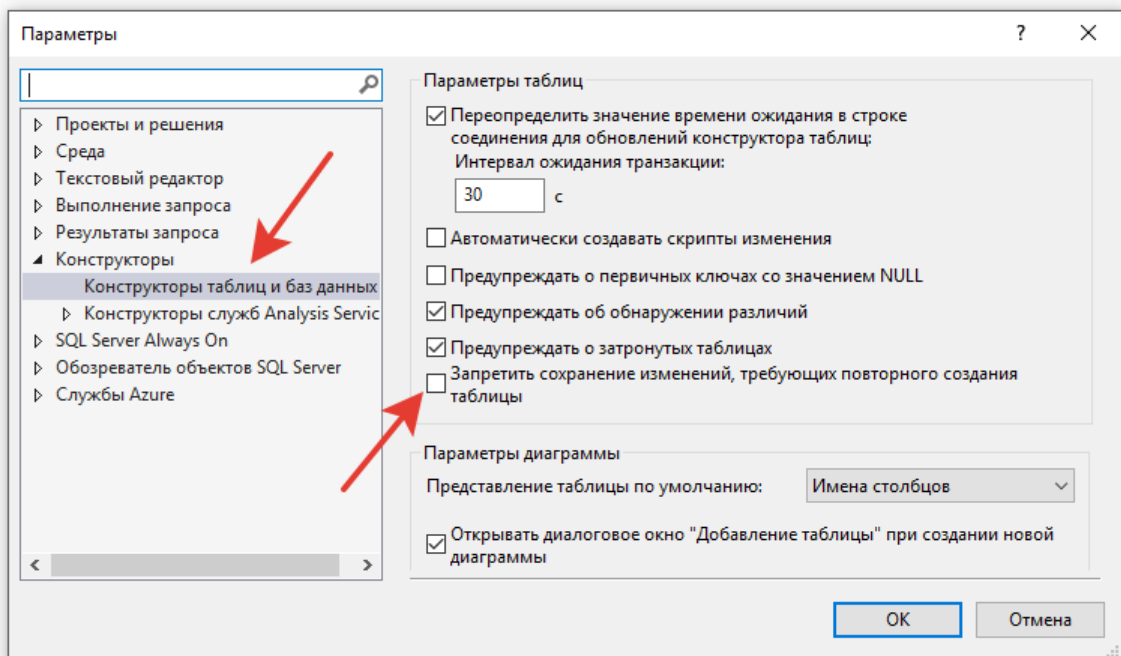 Параметры
?
Проекты и решения
Среда
Текстовый редактор
Выполнение запроса
Результаты запроса
Конструкторы
Конструкторы таблиц и баз данных
Конструкторы служб Analysis Servic
SQL Server Always On
Обозреватель объектов SQL Server
Службы Azure
Параметры таблиц
Переопределить значение времени ожидания в строке
соединения для обновлений конструктора таблиц:
Интервал ожидания транзакции:
30 с
Автоматически создавать скрипты изменения
Предупреждать о первичных ключах со значением NULL
Предупреждать об обнаружении различий
Предупреждать о затронутых таблицах
Запретить сохранение изменений, требующих повторного создания
таблицы
Параметры диаграммы
Представление таблицы по умолчанию: Имена столбцов
Открывать диалоговое окно "Добавление таблицы" при создании новой
диаграммы
ОК Отмена